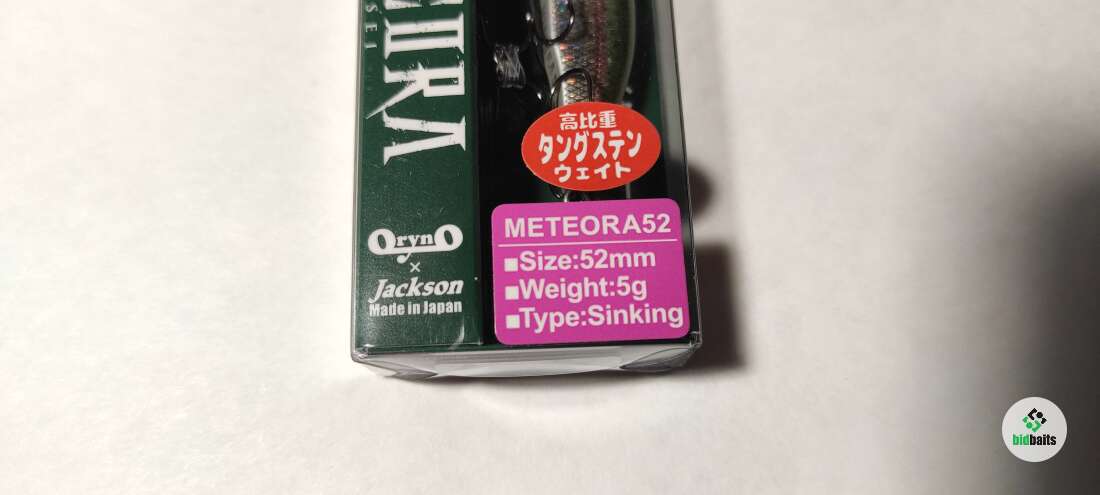 高比重
タングステン
ウェイト
METEORA52
Size:52mm
Weight:5g
Type:Sinking
OrynO
×
Jackson
Made in Japan
bidbaits